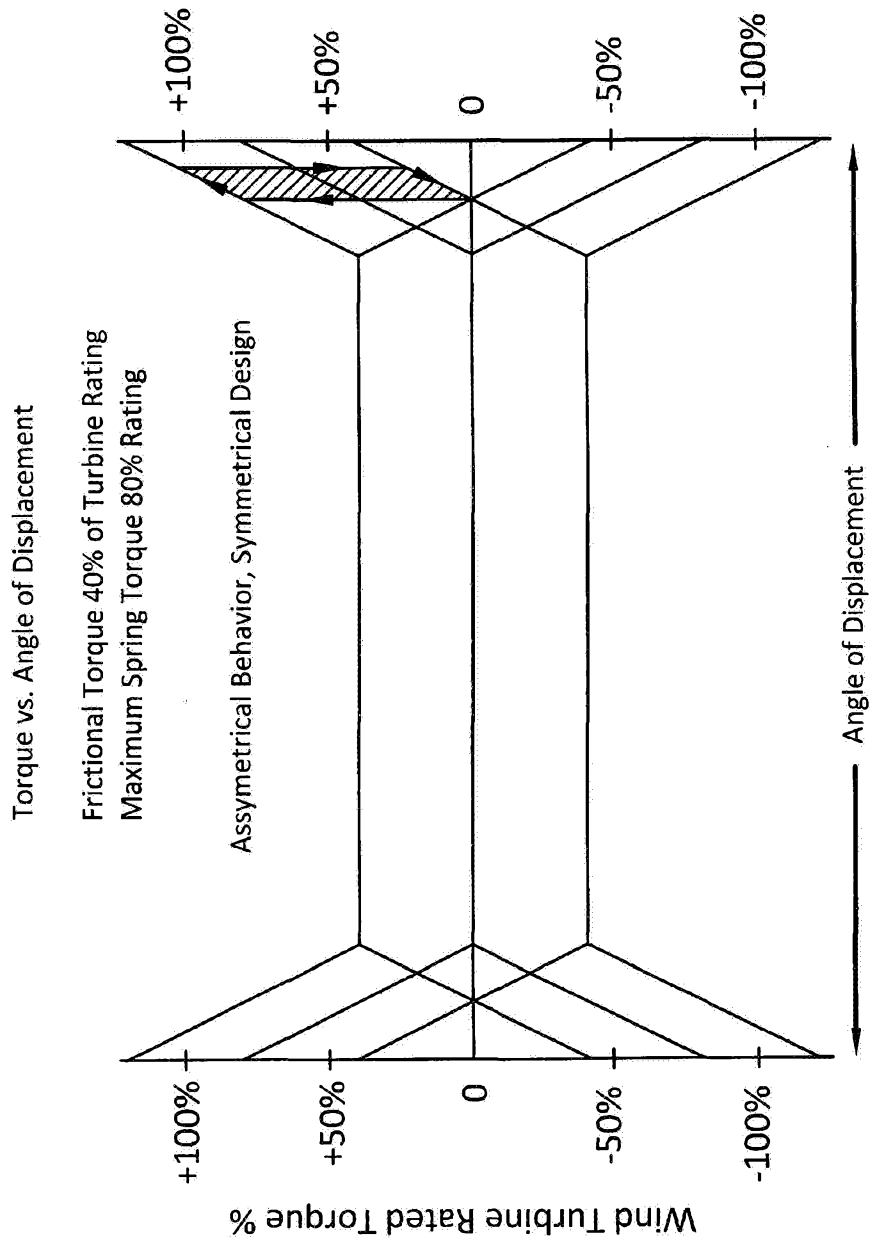 Torque vs. Angle of Displacement
Frictional Torque 40% of Turbine Rating
Maximum Spring Torque 80% Rating
Assymetrical Behavior, Symmetrical Design
+100%
+50%
0
-50%
-100%
+100%
+50%
0
-50%
-100%
Wind Turbine Rated Torque %
Angle of Displacement